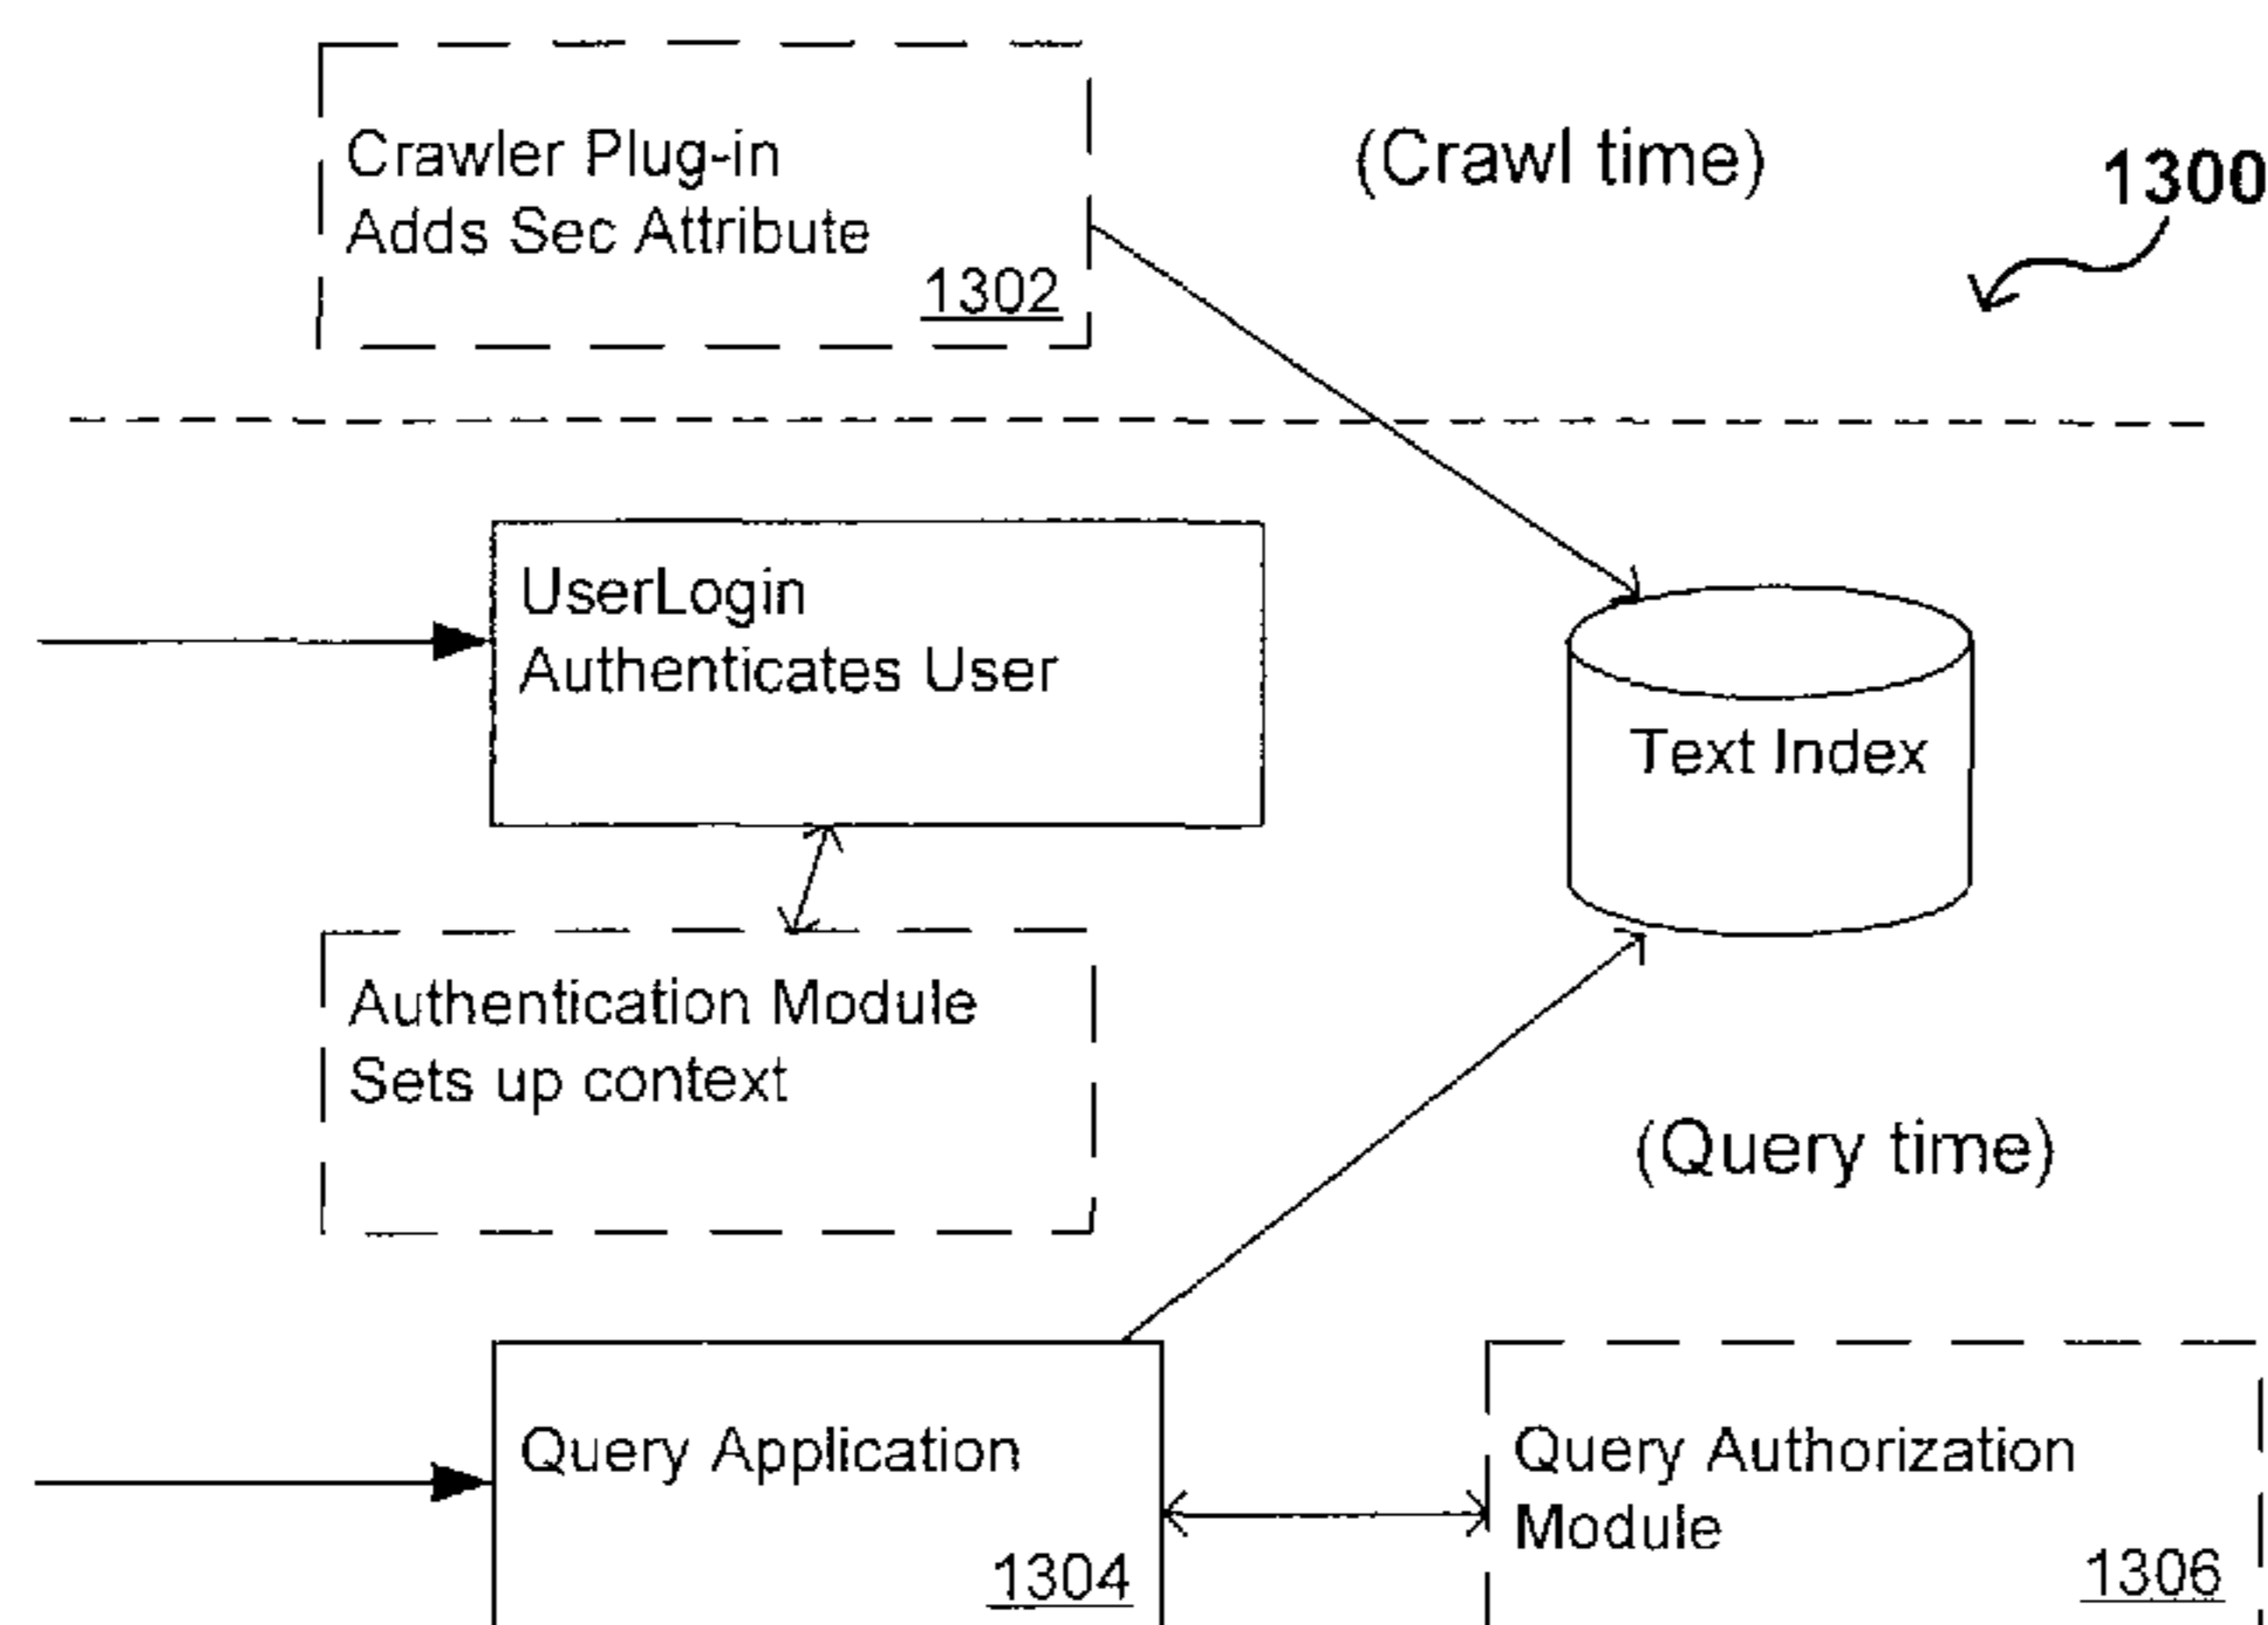 Crawler Plug-in
Adds Sec Attribute
1302
(Crawl time)
1300
UserLogin
Authenticates User
Text Index
Authentication Module
Sets up context
(Query time)
Query Application
1304
Query Authorization
Module
1306